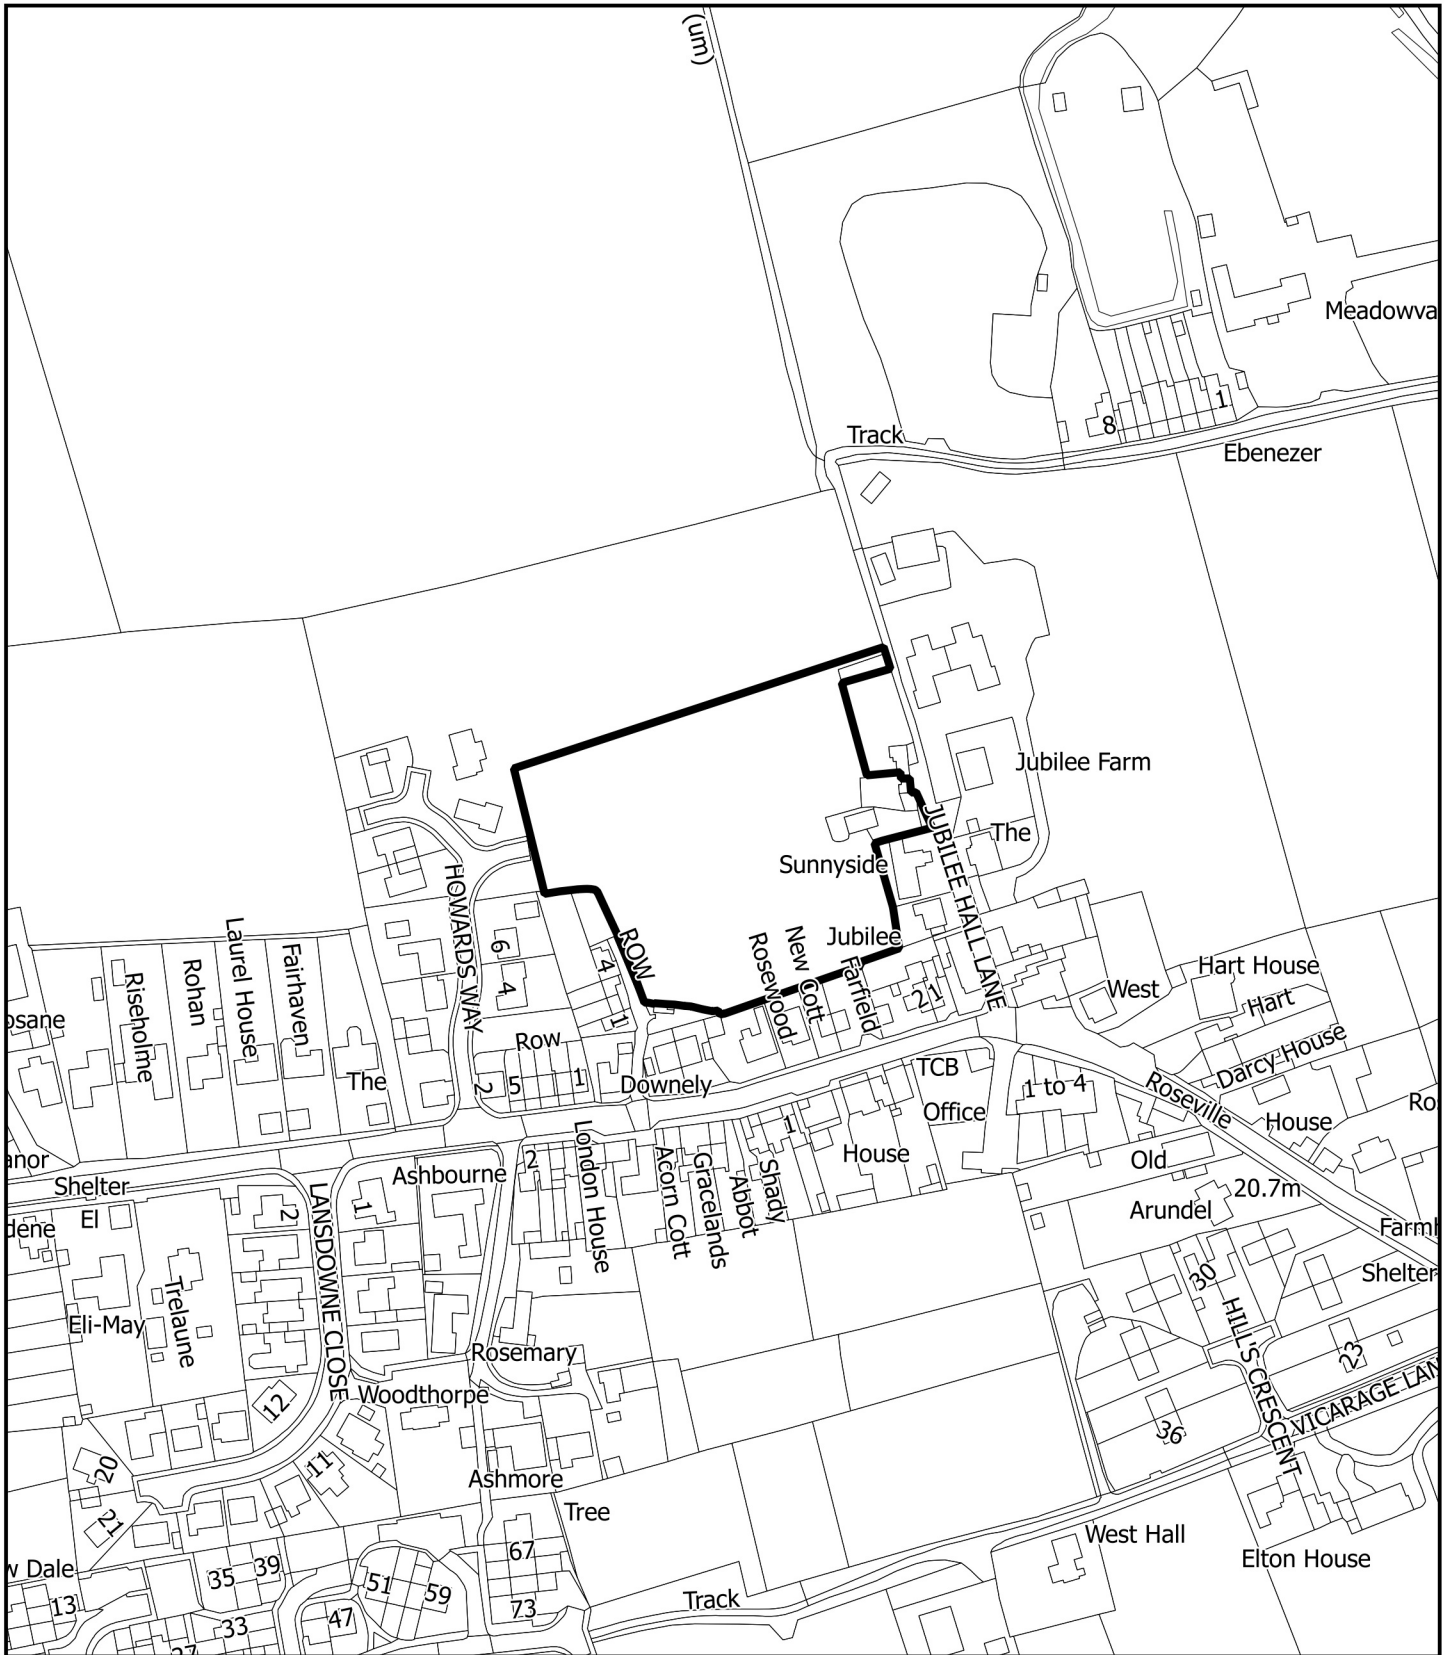 (um)
Meadowva
1
8
Track
Ebenezer
Jubilee Farm
The
JUBILEE HALL LANE
Sunnyside
HOWARDS WAY
Jubilee
New Cott
Rosewood
Farfield
ROW
6
4
4
1
2 1
Laurel House
Fairhaven
Rohan
Riseholme
osane
Hart House
West
Hart
Row
Darcy House
The
2
5
1
Downely
TCB
1 to 4
Roseville
Office
House
Ro
1
anor
Ashbourne
2
London House
Acorn Cott
Gracelands
Abbot
Shady
House
Old
Shelter
20.7m
El
2
LANSDOWNE CLOSE
1
Arundel
dene
Farmh
Shelter
30
HILL'S CRESCENT
Eli-May
Trelaune
Rosemary
23
Woodthorpe
12
VICARAGE LAN
36
20
11
Ashmore
21
Tree
West Hall
67
Elton House
w Dale
35
39
51
59
13
73
Track
47
33
27